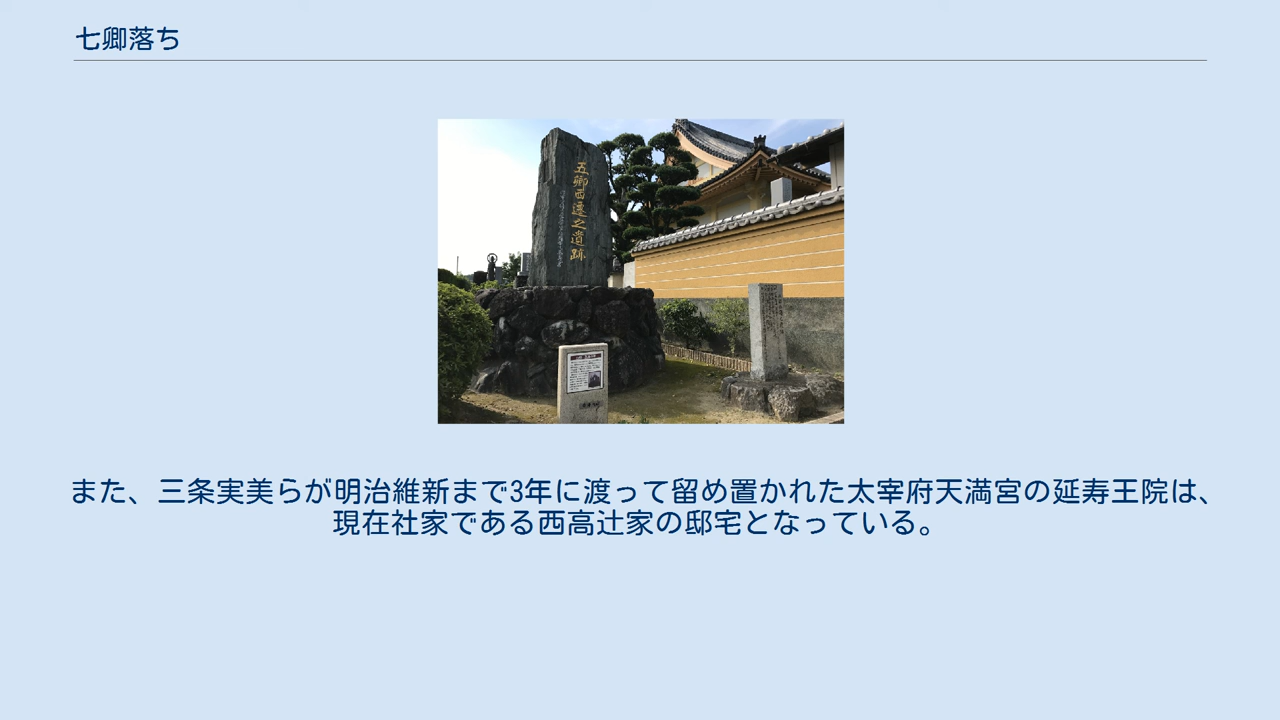 七卿落ち
五卿西遷之遺跡
また、三条実美らが明治維新まで3年に渡って留め置かれた太宰府天満宮の延寿王院は、
現在社家である西高辻家の邸宅となっている。